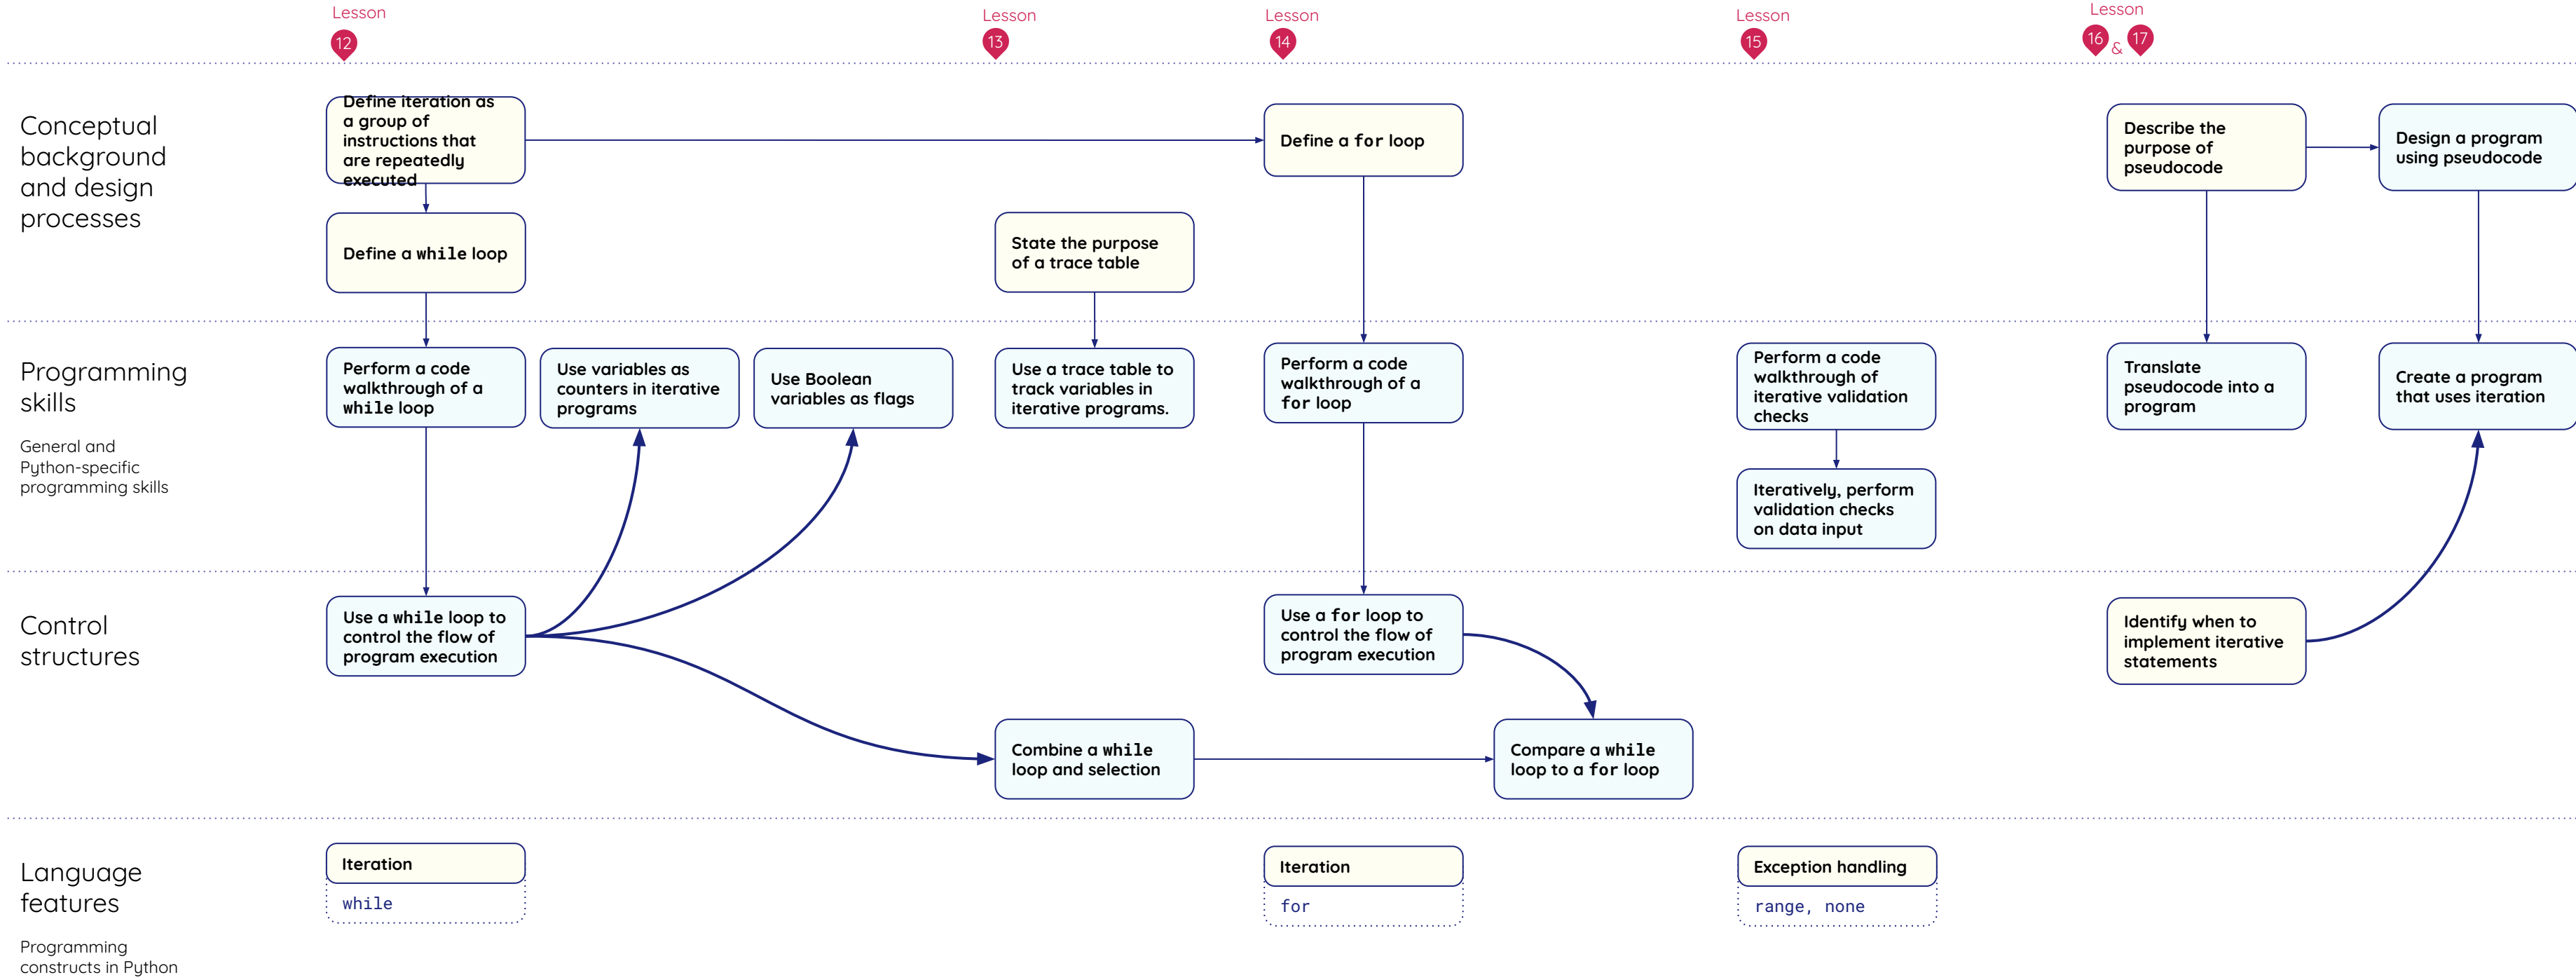 Lesson
12
Lesson
13
Lesson
14
Lesson
15
Lesson
16 & 17
Conceptual
background
and design
processes
Define iteration as
a group of
instructions that
are repeatedly
executed
Define a for loop
Describe the
purpose of
pseudocode
Design a program
using pseudocode
Define a while loop
State the purpose
of a trace table
Programming
skills
General and
Python-specific
programming skills
Perform a code
walkthrough of a
while loop
Use variables as
counters in iterative
programs
Use Boolean
variables as flags
Use a trace table to
track variables in
iterative programs.
Perform a code
walkthrough of a
for loop
Perform a code
walkthrough of
iterative validation
checks
Translate
pseudocode into a
program
Create a program
that uses iteration
Iteratively, perform
validation checks
on data input
Control
structures
Use a while loop to
control the flow of
program execution
Use a for loop to
control the flow of
program execution
Identify when to
implement iterative
statements
Combine a while
loop and selection
Compare a while
loop to a for loop
Language
features
Programming
constructs in Python
Iteration
while
Iteration
for
Exception handling
range, none